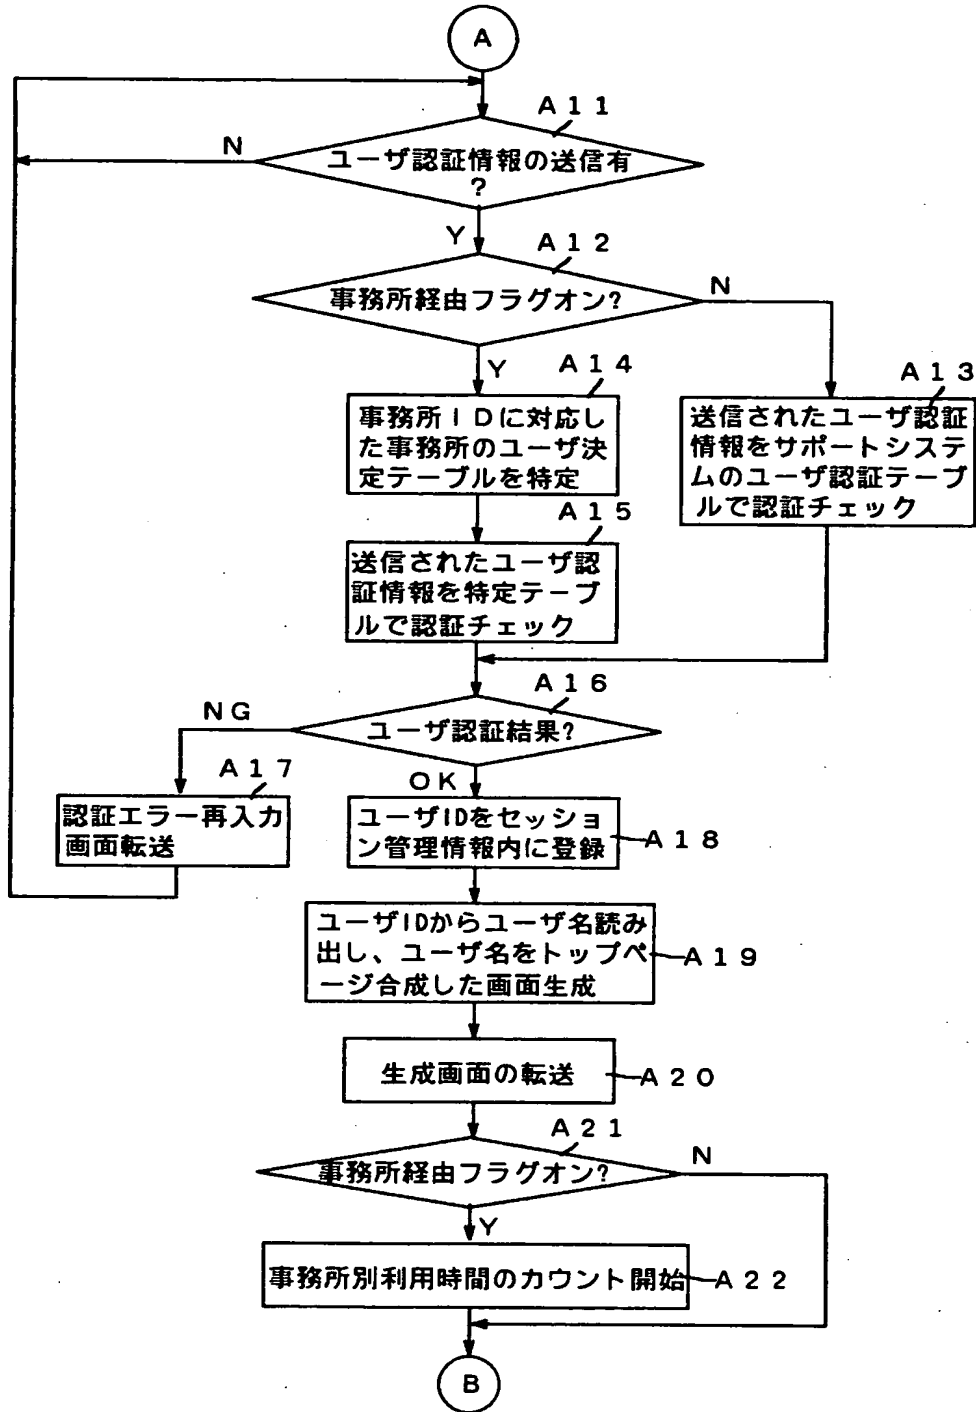 A
A11
N
ユーザ認証情報の送信有
?
Y
A12
事務所経由フラグオン?
N
Y
A14
A13
事務所IDに対応し
た事務所のユーザ決
定テーブルを特定
送信されたユーザ認証
情報をサポートシステ
ムのユーザ認証テーブ
ルで認証チェック
A15
送信されたユーザ認
証情報を特定テーブ
ルで認証チェック
A16
NG
ユーザ認証結果?
OK
A17
認証エラー再入力
画面転送
ユーザIDをセッショ
ン管理情報内に登録
A18
ユーザIDからユーザ名読み
出し、ユーザ名をトップペ
ージ合成した画面生成
A19
生成画面の転送
A20
A21
事務所経由フラグオン?
N
Y
事務所別利用時間のカウント開始
A22
B